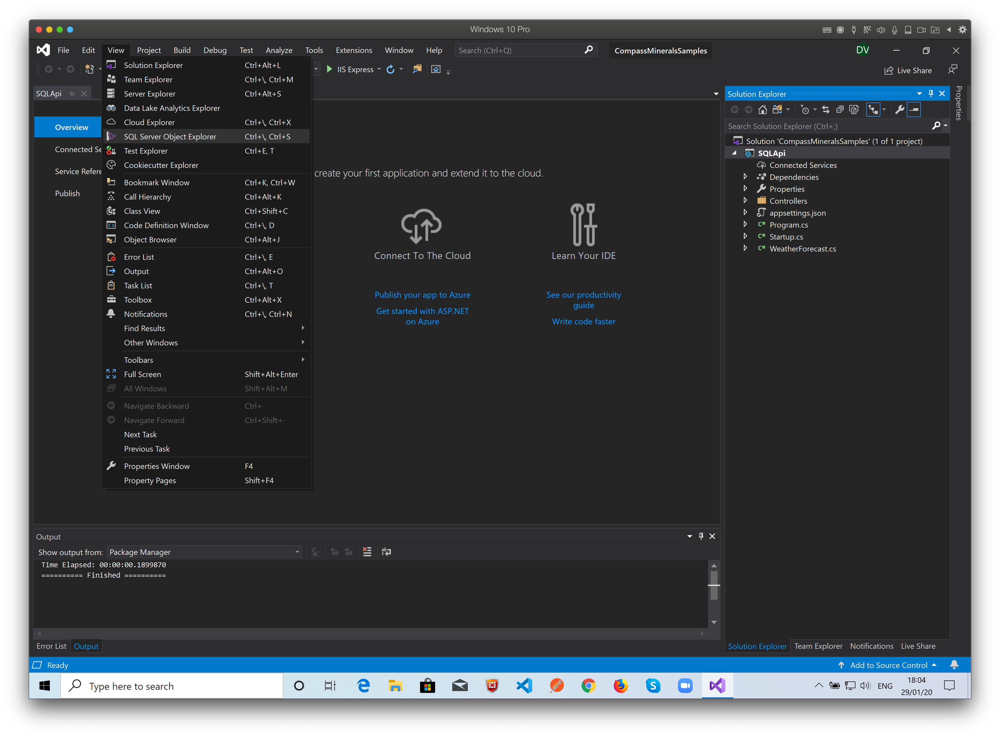 Windows 10 Pro
File Edit View Project Build Debug Test Analyze Tools Extensions Window Help Search (Ctrl+Q) CompassMineralsSamples DV
IIS Express
Live Share
SQLApi
Overview
Connected Se
Service Refere
Publish
Solution Explorer Ctrl+Alt+L
Team Explorer Ctrl+\, Ctrl+M
Server Explorer Ctrl+Alt+S
Data Lake Analytics Explorer
Cloud Explorer Ctrl+\, Ctrl+X
SQL Server Object Explorer Ctrl+\, Ctrl+S
Test Explorer Ctrl+E, T
Cookiecutter Explorer
Bookmark Window Ctrl+K, Ctrl+W
Call Hierarchy Ctrl+Alt+K
Class View Ctrl+Shift+C
Code Definition Window Ctrl+\, D
Object Browser Ctrl+Alt+J
Error List Ctrl+\, E
Output Ctrl+Alt+O
Task List Ctrl+\, T
Toolbox Ctrl+Alt+X
Notifications Ctrl+\, Ctrl+N
Find Results
Other Windows
Toolbars
Full Screen Shift+Alt+Enter
All Windows Shift+Alt+M
Navigate Backward Ctrl+-
Navigate Forward Ctrl+Shift+-
Next Task
Previous Task
Properties Window F4
Property Pages Shift+F4
create your first application and extend it to the cloud.
Connect To The Cloud
Publish your app to Azure
Get started with ASP.NET
on Azure
Learn Your IDE
See our productivity
guide
Write code faster
Solution Explorer
Search Solution Explorer (Ctrl+;)
Solution 'CompassMineralsSamples' (1 of 1 project)
SQLApi
Connected Services
Dependencies
Properties
Controllers
appsettings.json
C# Program.cs
C# Startup.cs
C# WeatherForecast.cs
Properties
Output
Show output from: Package Manager
Time Elapsed: 00:00:00.1899870
========== Finished ==========
Error List Output
Solution Explorer Team Explorer Notifications Live Share
Ready
Add to Source Control
Type here to search
ENG
18:04
29/01/20